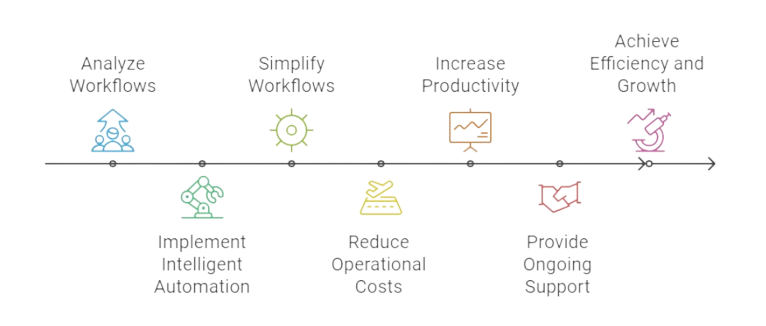 Analyze
Workflows
Implement
Intelligent
Automation
Simplify
Workflows
Reduce
Operational
Costs
Increase
Productivity
Provide
Ongoing
Support
Achieve
Efficiency and
Growth